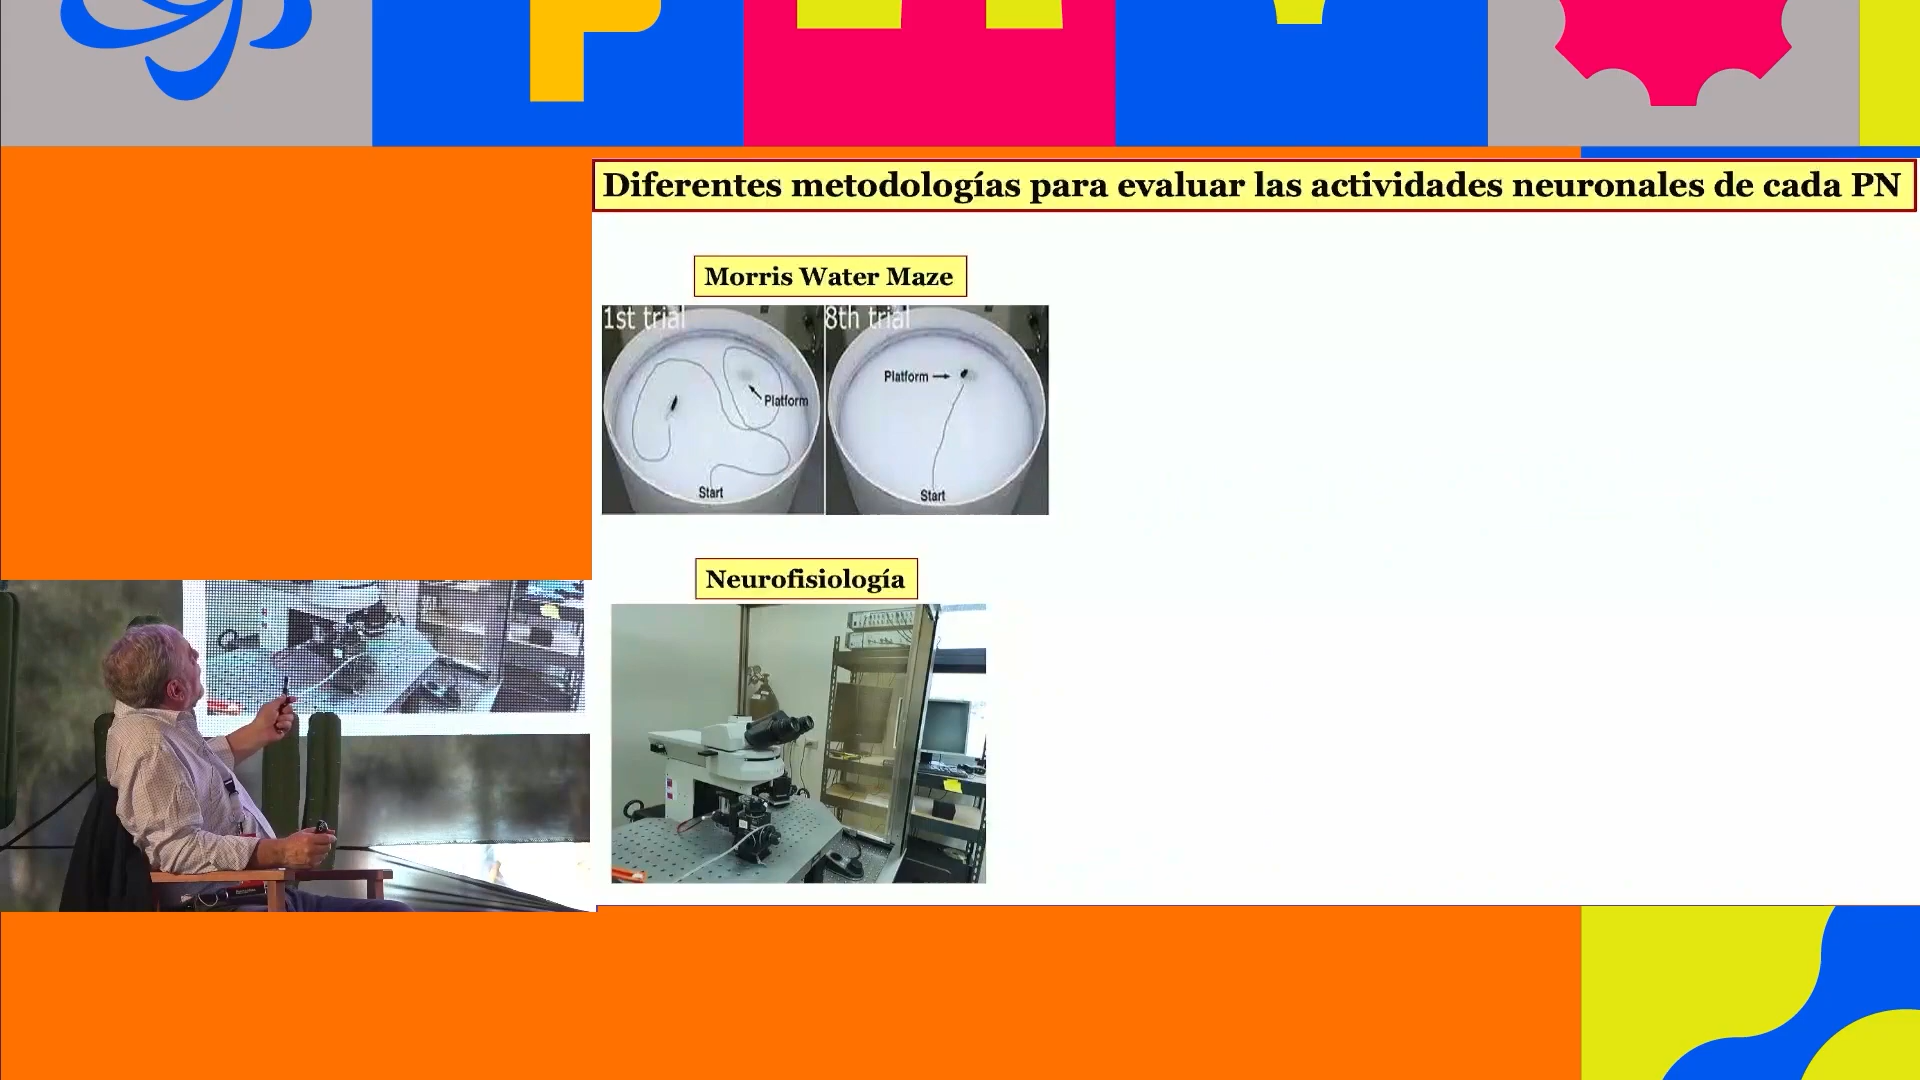 Diferentes metodologías para evaluar las actividades neuronales de cada PN
Morris Water Maze
1st trial
8th trial
Platform
Platform
Start
Start
Neurofisiología